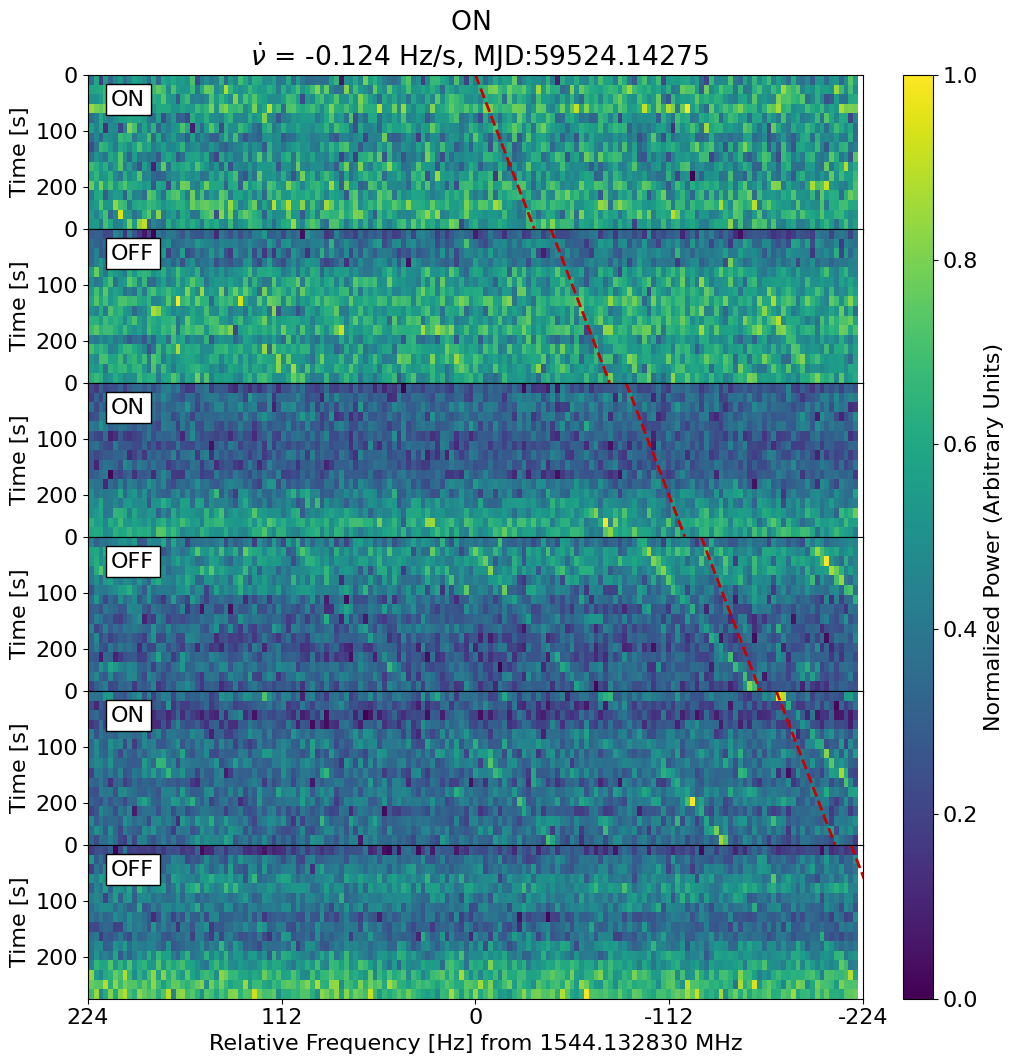 ON
ν̇ = -0.124 Hz/s, MJD:59524.14275
0
ON
100
Time [s]
200
0
OFF
100
Time [s]
200
0
ON
100
Time [s]
200
0
OFF
100
Time [s]
200
0
ON
100
Time [s]
200
0
OFF
100
Time [s]
200
224 112 0 -112 -224
Relative Frequency [Hz] from 1544.132830 MHz
1.0
0.8
0.6
0.4
0.2
0.0
Normalized Power (Arbitrary Units)